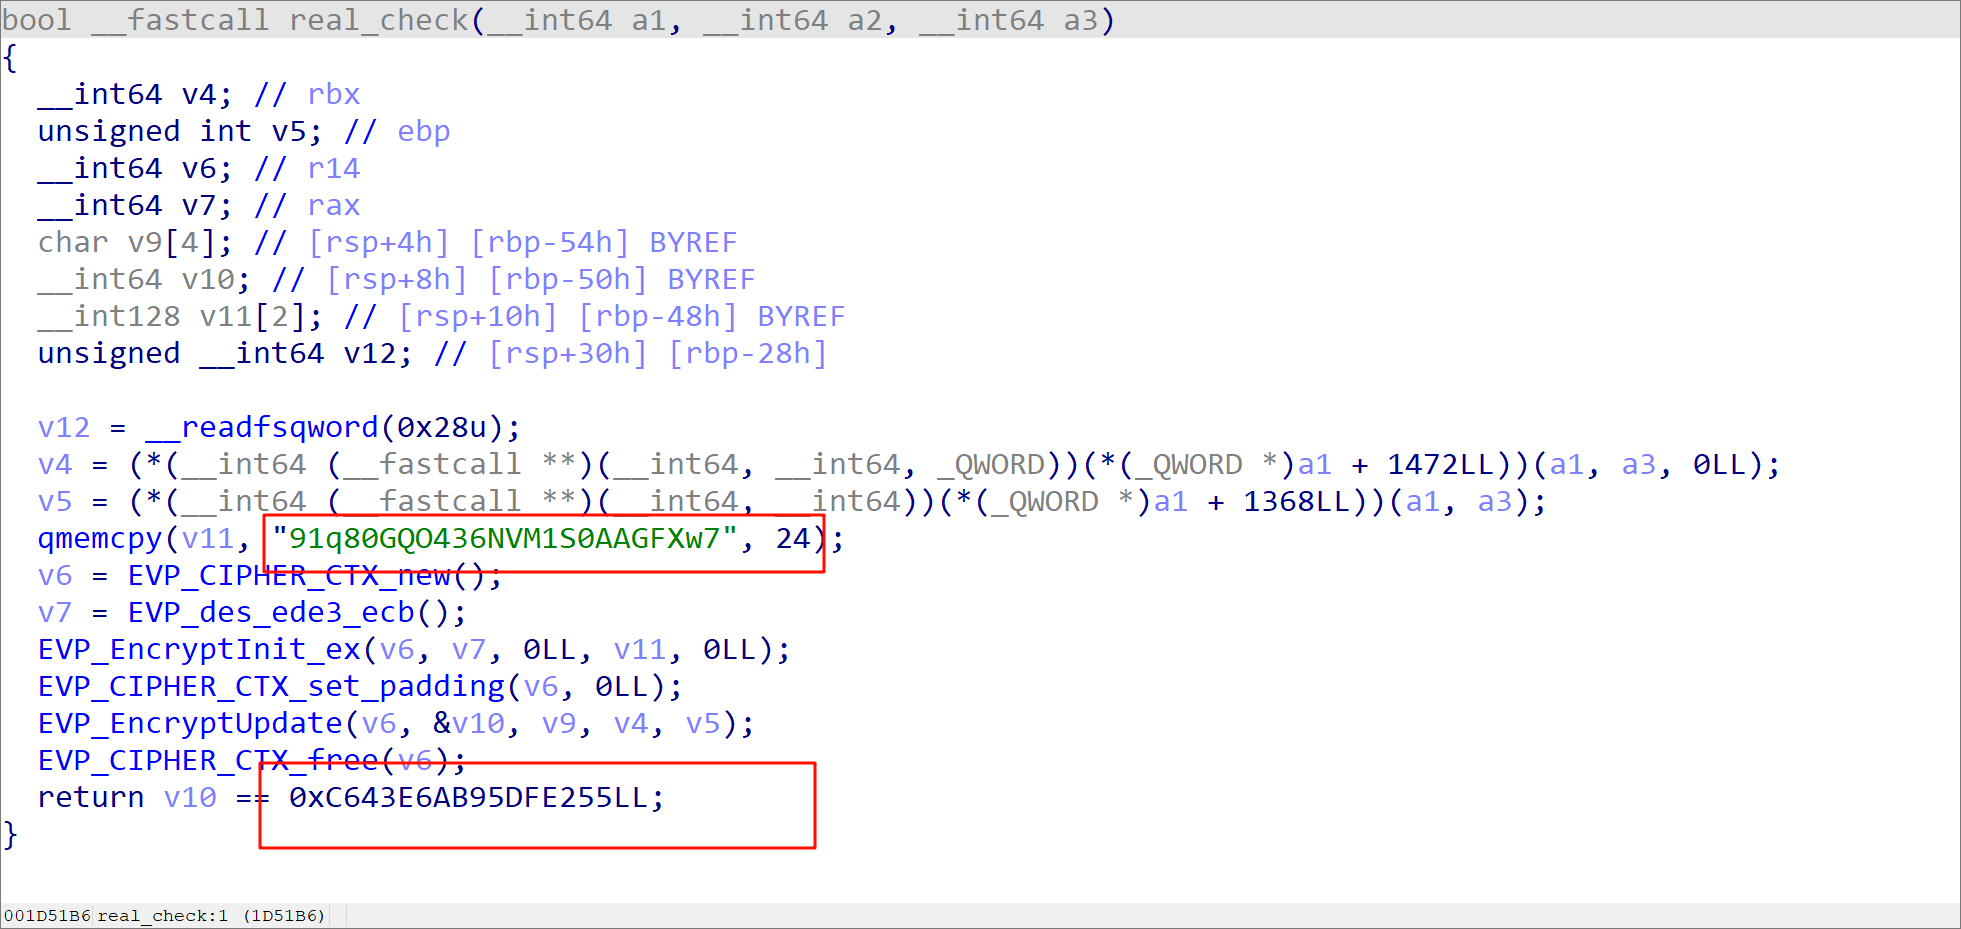 bool __fastcall real_check(__int64 a1, __int64 a2, __int64 a3)
{
  __int64 v4; // rbx
  unsigned int v5; // ebp
  __int64 v6; // r14
  __int64 v7; // rax
  char v9[4]; // [rsp+4h] [rbp-54h] BYREF
  __int64 v10; // [rsp+8h] [rbp-50h] BYREF
  __int128 v11[2]; // [rsp+10h] [rbp-48h] BYREF
  unsigned __int64 v12; // [rsp+30h] [rbp-28h]
  v12 = __readfsqword(0x28u);
  v4 = (*(__int64 (__fastcall **)(__int64, __int64, _QWORD))(*(_QWORD *)a1 + 1472LL))(a1, a3, 0LL);
  v5 = (*(__int64 (__fastcall **)(__int64, __int64))(*(_QWORD *)a1 + 1368LL))(a1, a3);
  qmemcpy(v11, "91q80GQO436NVM1S0AAGFXw7", 24);
  v6 = EVP_CIPHER_CTX_new();
  v7 = EVP_des_ede3_ecb();
  EVP_EncryptInit_ex(v6, v7, 0LL, v11, 0LL);
  EVP_CIPHER_CTX_set_padding(v6, 0LL);
  EVP_EncryptUpdate(v6, &v10, v9, v4, v5);
  EVP_CIPHER_CTX_free(v6);
  return v10 == 0xC643E6AB95DFE255LL;
}
001D51B6 real_check:1 (1D51B6)